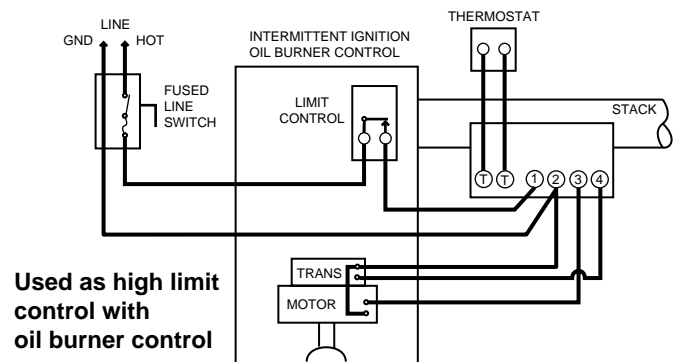 LINE
GND
HOT
FUSED
LINE
SWITCH
INTERMITTENT IGNITION
OIL BURNER CONTROL
LIMIT
CONTROL
THERMOSTAT
STACK
T T 1 2 3 4
TRANS
MOTOR
Used as high limit
control with
oil burner control